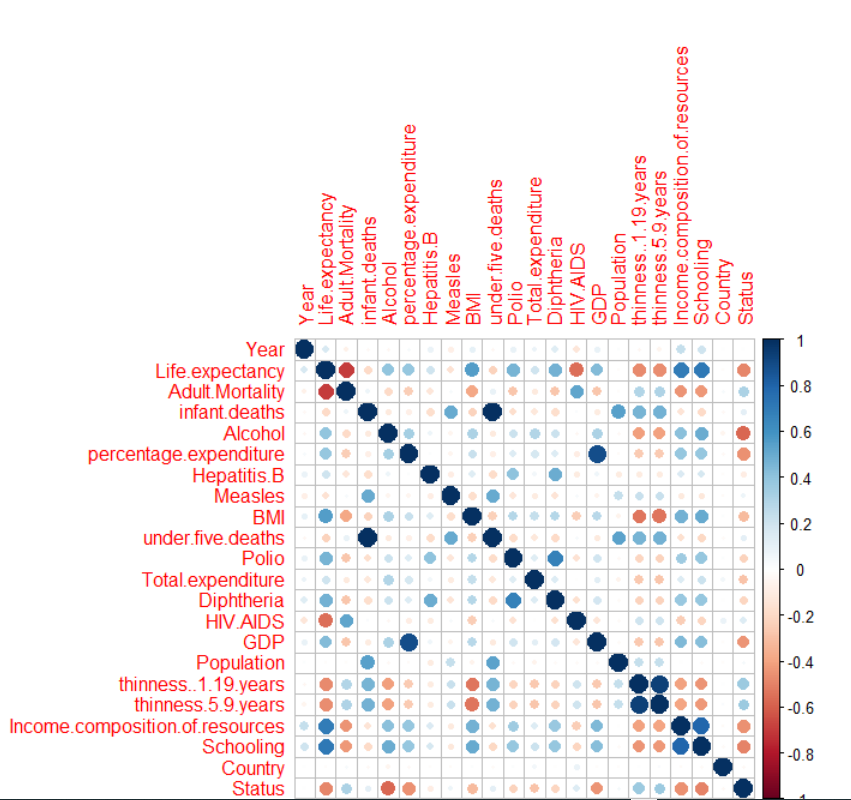 Year
Life.expectancy
Adult.Mortality
infant.deaths
Alcohol
percentage.expenditure
Hepatitis.B
Measles
BMI
under.five.deaths
Polio
Total.expenditure
Diphtheria
HIV.AIDS
GDP
Population
thinness..1.19.years
thinness.5.9.years
Income.composition.of.resources
Schooling
Country
Status
Year
Life.expectancy
Adult.Mortality
infant.deaths
Alcohol
percentage.expenditure
Hepatitis.B
Measles
BMI
under.five.deaths
Polio
Total.expenditure
Diphtheria
HIV.AIDS
GDP
Population
thinness..1.19.years
thinness.5.9.years
Income.composition.of.resources
Schooling
Country
Status
1
0.8
0.6
0.4
0.2
0
-0.2
-0.4
-0.6
-0.8
-1